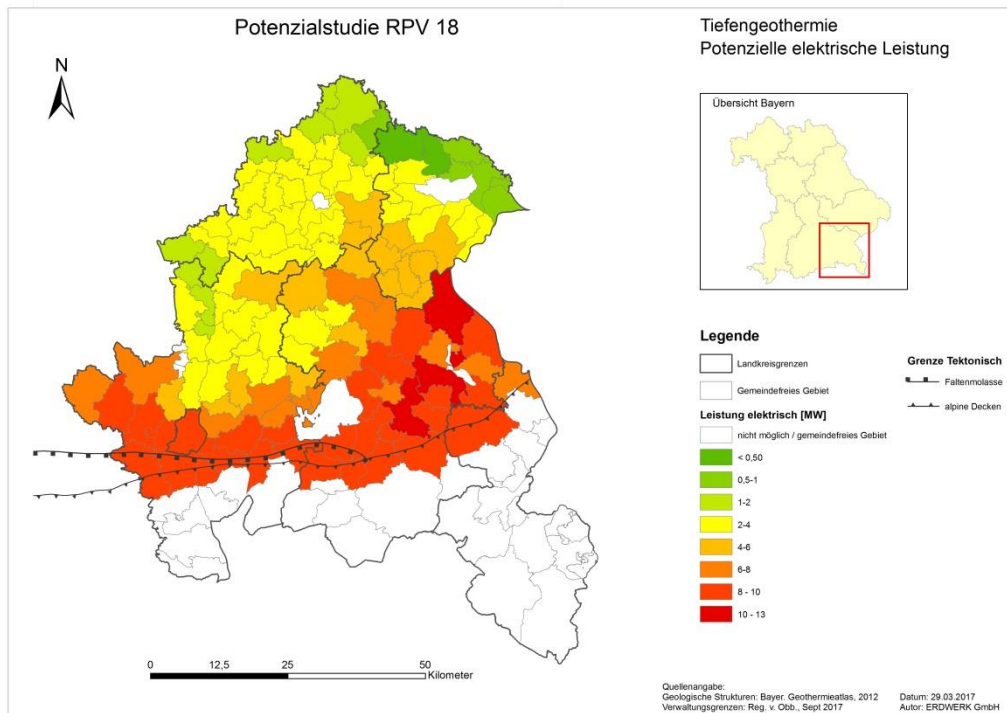 Potenzialstudie RPV 18
Tiefengeothermie
Potenzielle elektrische Leistung
N
Übersicht Bayern
Legende
Landkreisgrenzen
Gemeindefreies Gebiet
Leistung elektrisch [MW]
nicht möglich / gemeindefreies Gebiet
< 0,50
0,5-1
1-2
2-4
4-6
6-8
8 - 10
10 - 13
Grenze Tektonisch
Faltenmolasse
alpine Decken
0 12,5 25 50
Kilometer
Quellenangabe:
Geologische Strukturen: Bayer. Geothermieatlas, 2012
Verwaltungsgrenzen: Reg. v. Obb., Sept 2017
Datum: 29.03.2017
Autor: ERDWERK GmbH